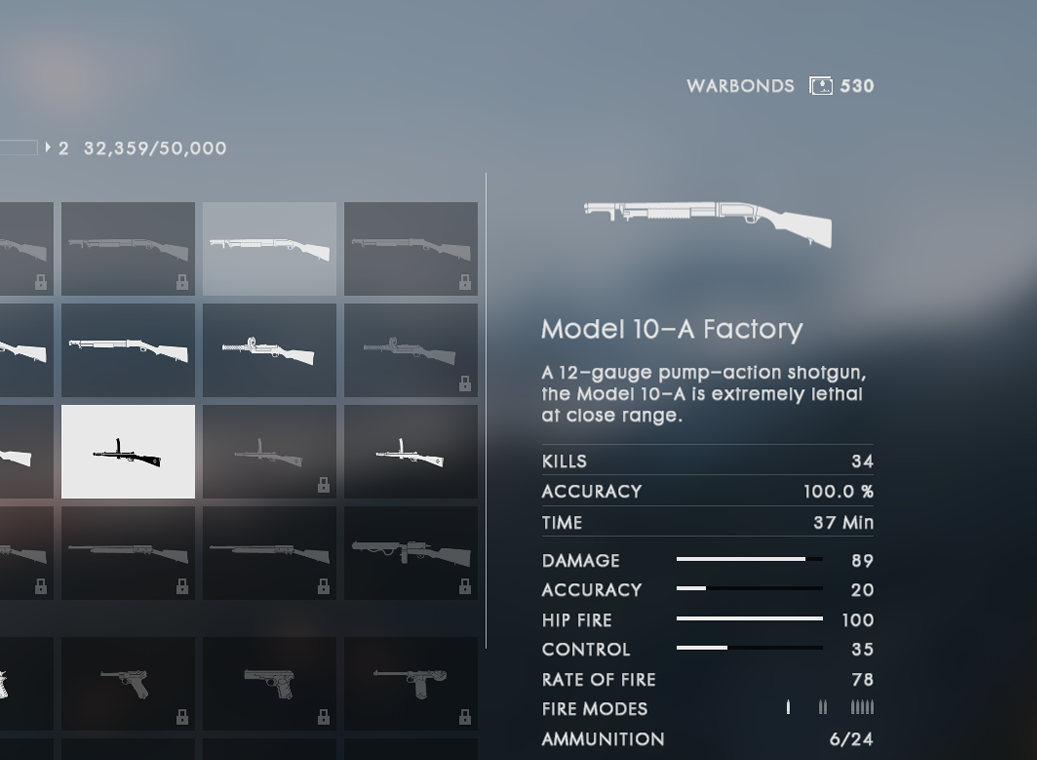 WARBONDS 530
2 32,359/50,000
Model 10-A Factory
A 12-gauge pump-action shotgun,
the Model 10-A is extremely lethal
at close range.
KILLS 34
ACCURACY 100.0 %
TIME 37 Min
DAMAGE 89
ACCURACY 20
HIP FIRE 100
CONTROL 35
RATE OF FIRE 78
FIRE MODES
AMMUNITION 6/24